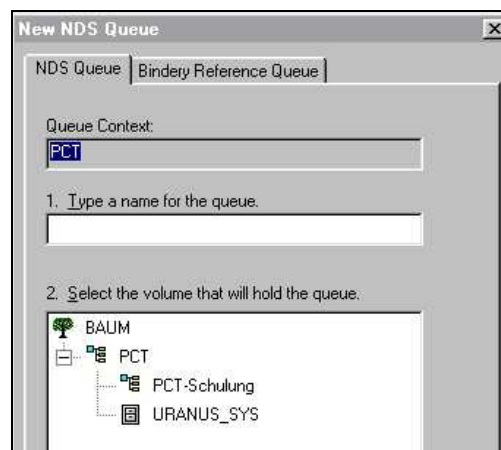 New NDS Queue
NDS Queue Bindery Reference Queue
Queue Context:
PCT
1. Type a name for the queue.
2. Select the volume that will hold the queue.
BAUM
PCT
PCT-Schulung
URANUS_SYS